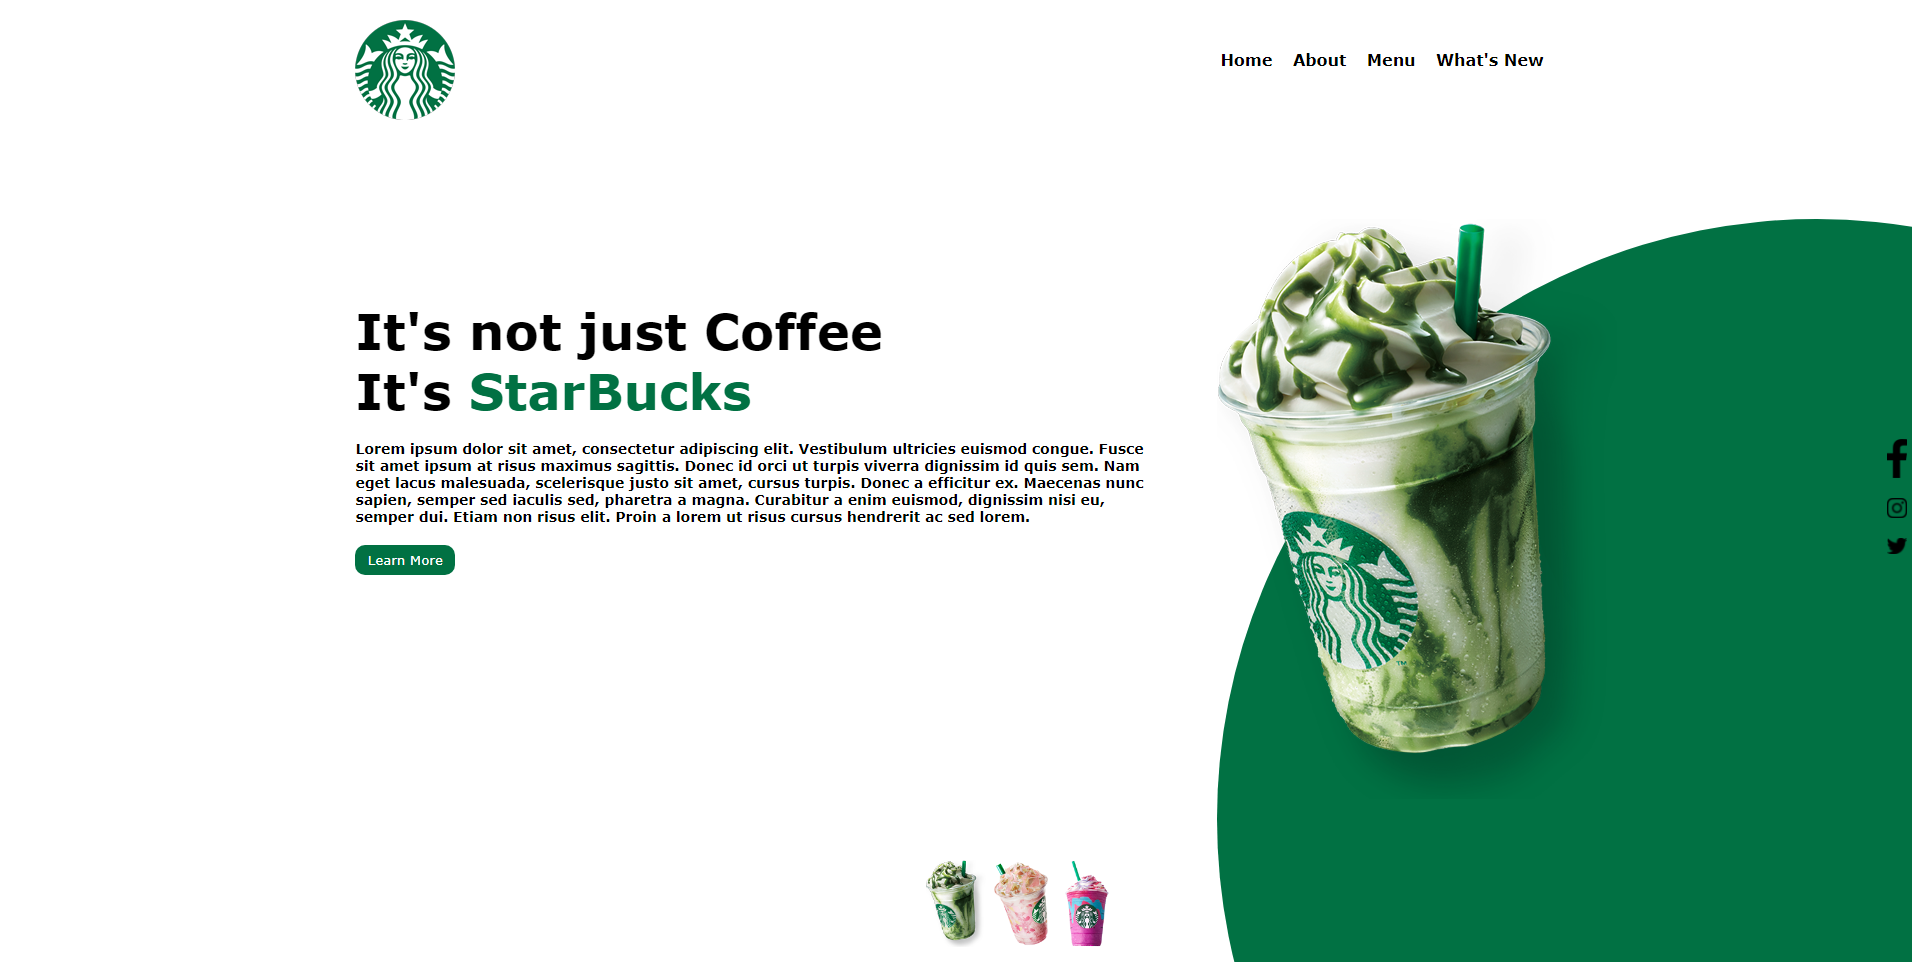 Home About Menu What's New
It's not just Coffee
It's StarBucks
Lorem ipsum dolor sit amet, consectetur adipiscing elit. Vestibulum ultricies euismod congue. Fusce
sit amet ipsum at risus maximus sagittis. Donec id orci ut turpis viverra dignissim id quis sem. Nam
eget lacus malesuada, scelerisque justo sit amet, cursus turpis. Donec a efficitur ex. Maecenas nunc
sapien, semper sed iaculis sed, pharetra a magna. Curabitur a enim euismod, dignissim nisi eu,
semper dui. Etiam non risus elit. Proin a lorem ut risus cursus hendrerit ac sed lorem.
Learn More
TM